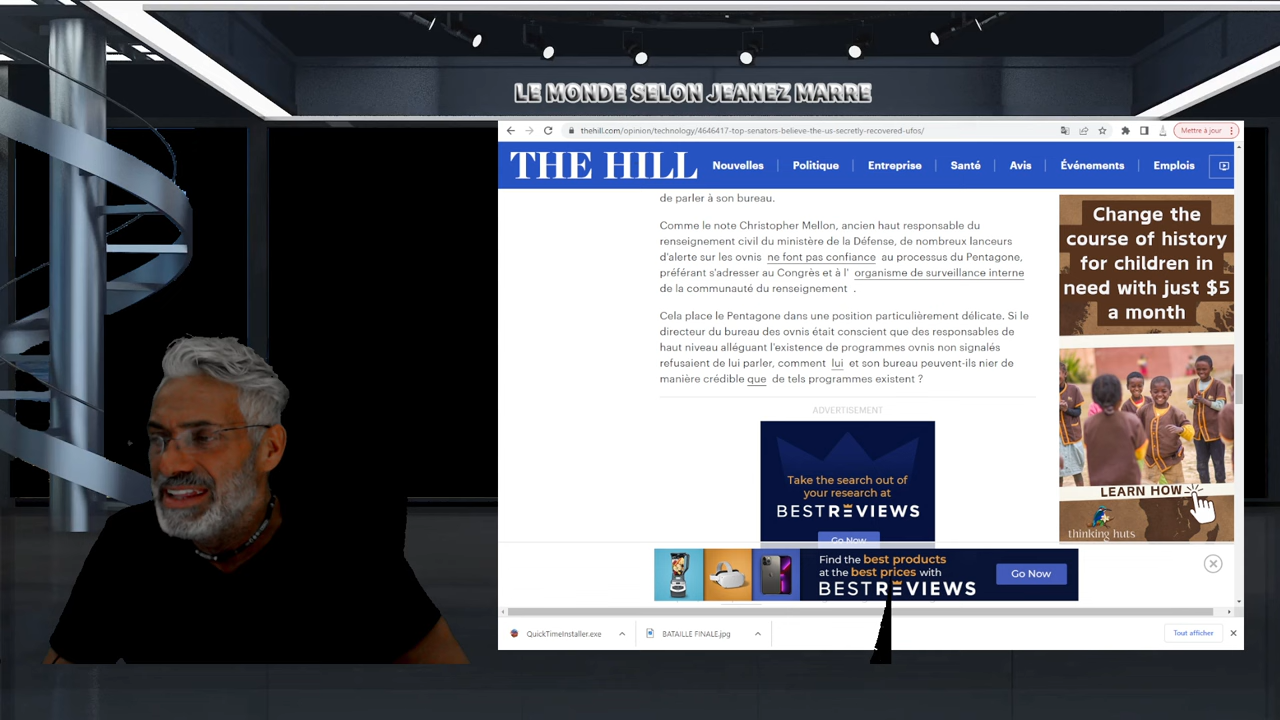 LE MONDE SELON JEANEZ MARRE
thehill.com/opinion/technology/4646417-top-senators-believe-the-us-secretly-recovered-ufos/
Mettre à jour
THE HILL
Nouvelles | Politique | Entreprise | Santé | Avis | Événements | Emplois
de parler à son bureau.
Comme le note Christopher Mellon, ancien haut responsable du
renseignement civil du ministère de la Défense, de nombreux lanceurs
d'alerte sur les ovnis ne font pas confiance au processus du Pentagone,
préférant s'adresser au Congrès et à l' organisme de surveillance interne
de la communauté du renseignement .
Cela place le Pentagone dans une position particulièrement délicate. Si le
directeur du bureau des ovnis était conscient que des responsables de
haut niveau alléguant l'existence de programmes ovnis non signalés
refusaient de lui parler, comment lui et son bureau peuvent-ils nier de
manière crédible que de tels programmes existent ?
ADVERTISEMENT
Take the search out of
your research at
BESTREVIEWS
Go Now
Change the
course of history
for children in
need with just $5
a month
LEARN HOW
thinking huts
Find the best products
at the best prices with
BESTREVIEWS
Go Now
QuickTimeInstaller.exe
BATAILLE FINALE.jpg
Tout afficher